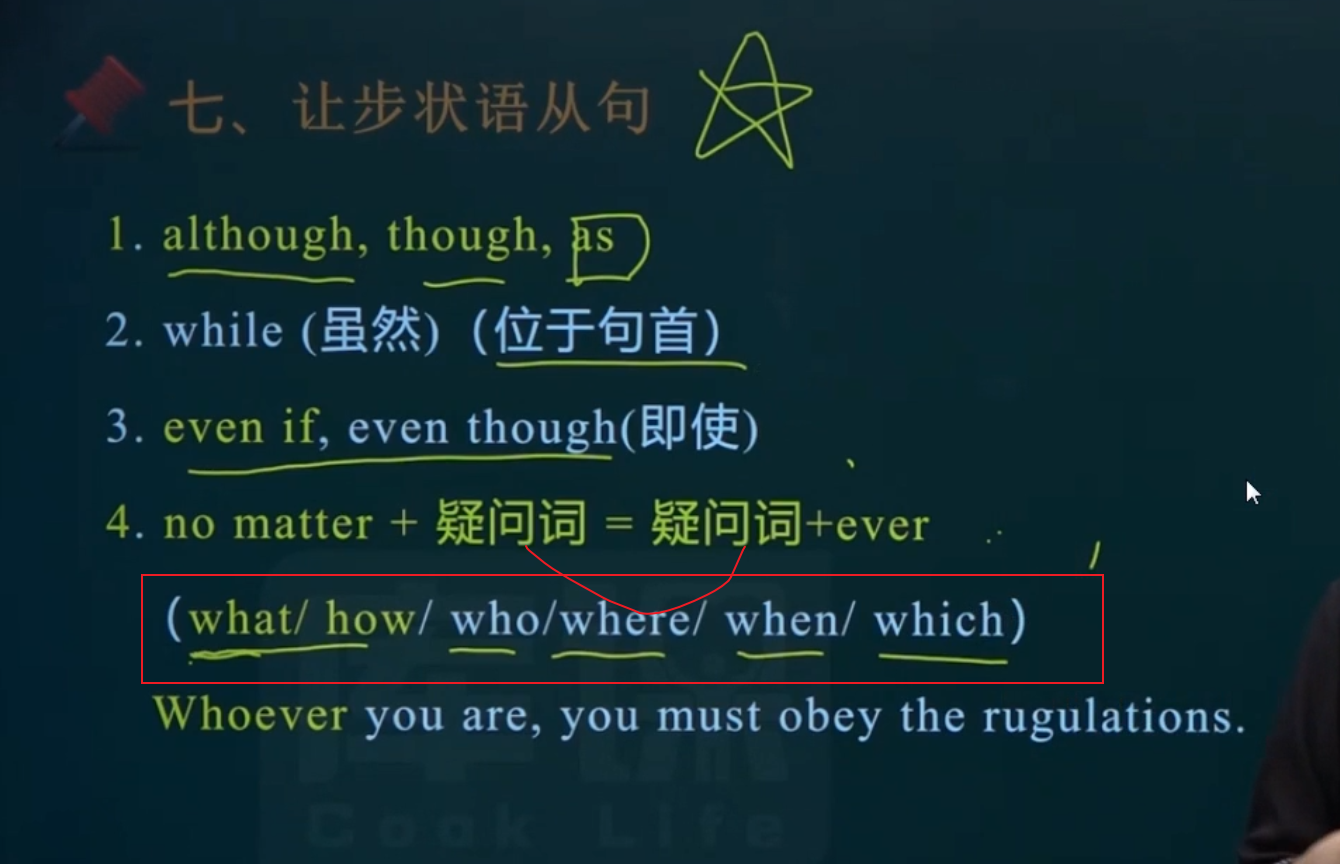 七、让步状语从句
1. although, though, as
2. while (虽然)（位于句首）
3. even if, even though(即使)
4. no matter + 疑问词 = 疑问词+ever
(what/ how/ who/where/ when/ which)
Whoever you are, you must obey the rugulations.
Cook Life